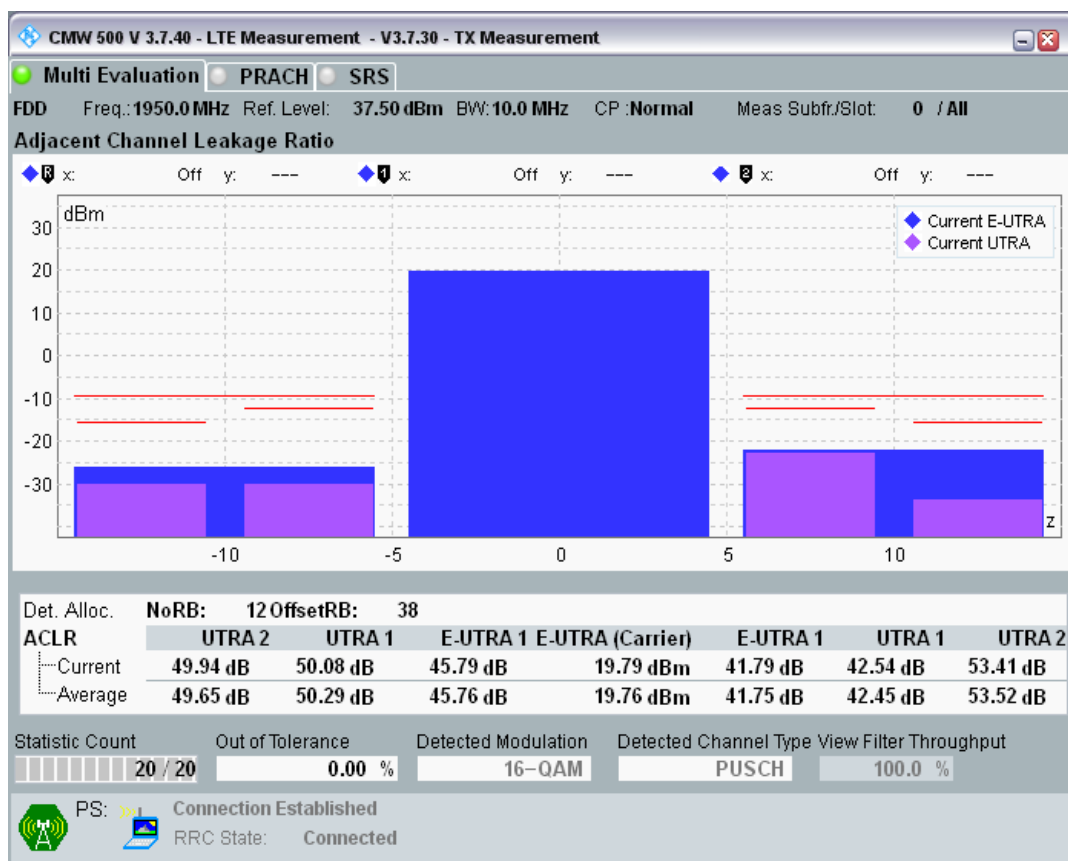 CMW 500 V 3.7.40 - LTE Measurement - V3.7.30 - TX Measurement
Multi Evaluation PRACH SRS
FDD Freq.: 1950.0 MHz Ref. Level: 37.50 dBm BW: 10.0 MHz CP :Normal Meas Subfr./Slot: 0 / All
Adjacent Channel Leakage Ratio
R x: Off y: --- 1 x: Off y: --- 2 x: Off y: ---
dBm
Current E-UTRA
Current UTRA
30
20
10
0
-10
-20
-30
z
-10 -5 0 5 10
Det. Alloc. NoRB: 12 OffsetRB: 38
ACLR UTRA 2 UTRA 1 E-UTRA 1 E-UTRA (Carrier) E-UTRA 1 UTRA 1 UTRA 2
Current 49.94 dB 50.08 dB 45.79 dB 19.79 dBm 41.79 dB 42.54 dB 53.41 dB
Average 49.65 dB 50.29 dB 45.76 dB 19.76 dBm 41.75 dB 42.45 dB 53.52 dB
Statistic Count Out of Tolerance Detected Modulation Detected Channel Type View Filter Throughput
20 / 20 0.00 % 16-QAM PUSCH 100.0 %
PS: Connection Established
RRC State: Connected